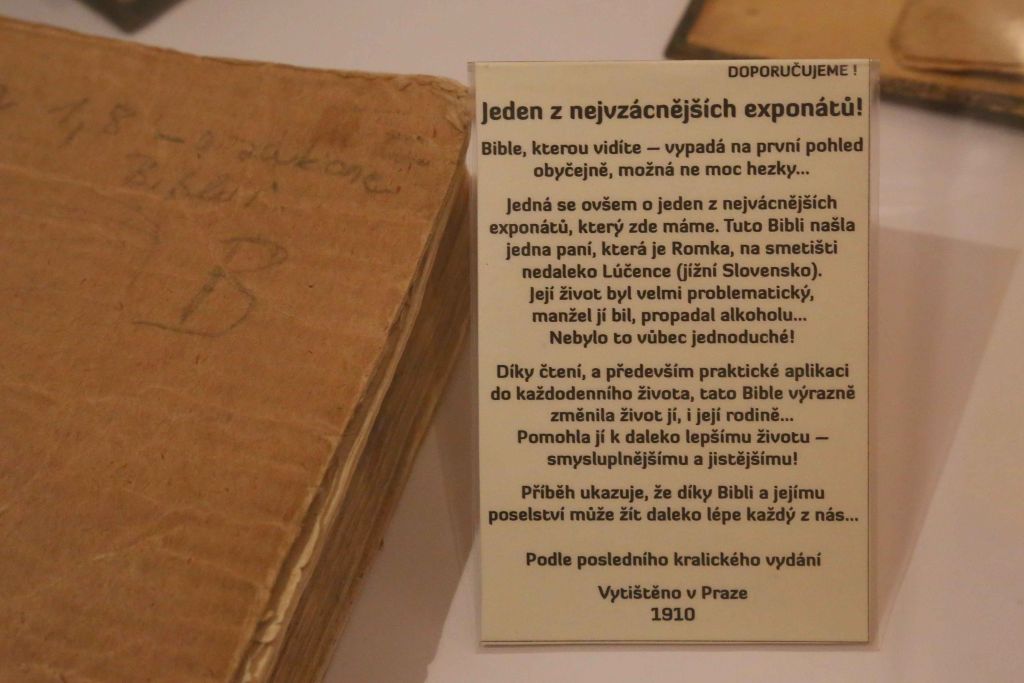 1,8 -
B
DOPORUČUJEME !
Jeden z nejvzácnějších exponátů!
Bible, kterou vidíte – vypadá na první pohled
obyčejně, možná ne moc hezky...
Jedná se ovšem o jeden z nejvácnějších
exponátů, který zde máme. Tuto Bibli našla
jedna paní, která je Romka, na smetišti
nedaleko Lúčence (jížní Slovensko).
Její život byl velmi problematický,
manžel jí bil, propadal alkoholu...
Nebylo to vůbec jednoduché!
Díky čtení, a především praktické aplikaci
do každodenního života, tato Bible výrazně
změnila život jí, i její rodině...
Pomohla jí k daleko lepšímu životu –
smysluplnějšímu a jistějšímu!
Příběh ukazuje, že díky Bibli a jejímu
poselství může žít daleko lépe každý z nás...
Podle posledního kralického vydání
Vytištěno v Praze
1910